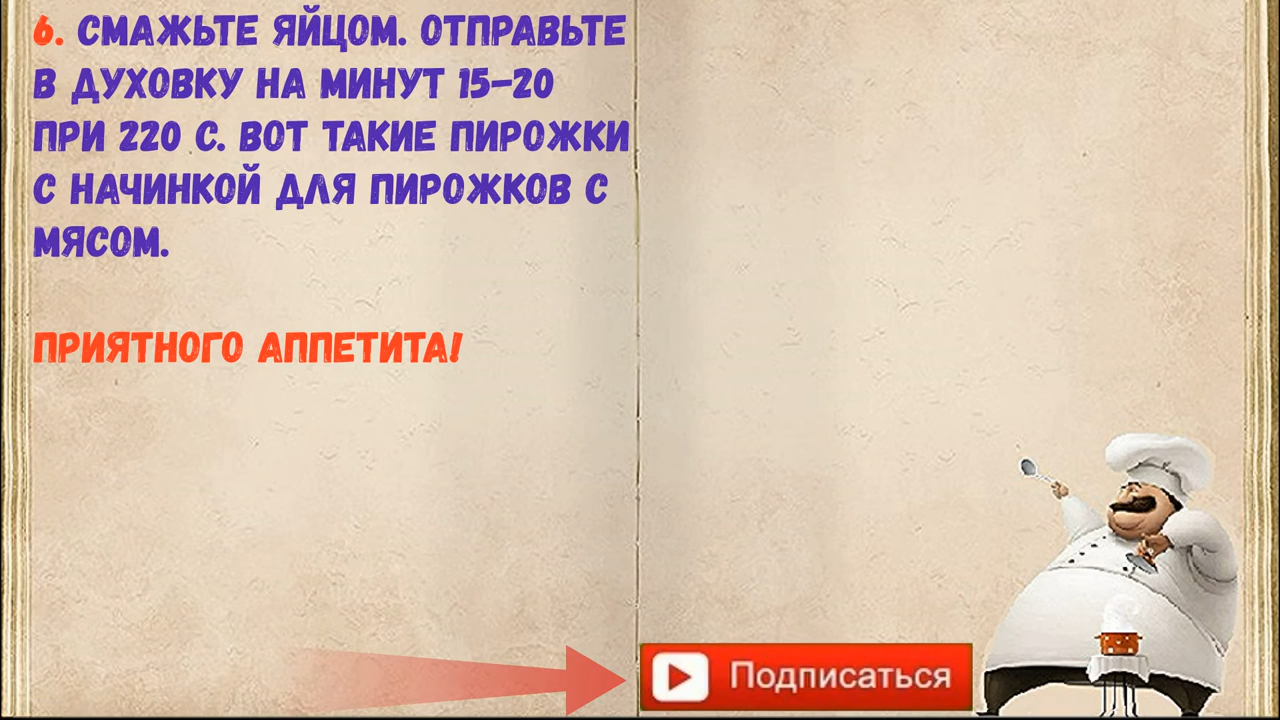 6. СМАЖЬТЕ ЯЙЦОМ. ОТПРАВЬТЕ
В ДУХОВКУ НА МИНУТ 15-20
ПРИ 220 С. ВОТ ТАКИЕ ПИРОЖКИ
С НАЧИНКОЙ ДЛЯ ПИРОЖКОВ С
МЯСОМ.
ПРИЯТНОГО АППЕТИТА!
Подписаться